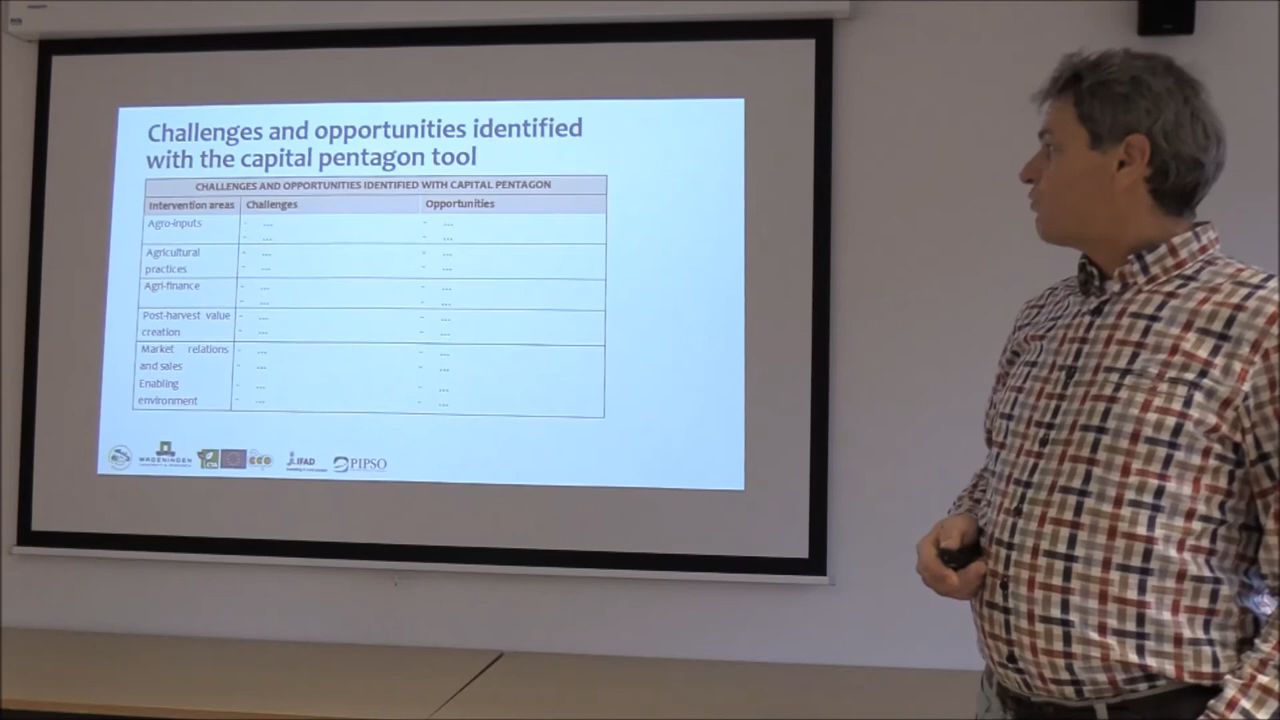 Challenges and opportunities identified
with the capital pentagon tool
CHALLENGES AND OPPORTUNITIES IDENTIFIED WITH CAPITAL PENTAGON
Intervention areas Challenges Opportunities
Agro-inputs - ... - ...
- ... - ...
Agricultural - ... - ...
practices - ... - ...
Agri-finance - ... - ...
- ... - ...
Post-harvest value - ... - ...
creation - ... - ...
Market relations - ... - ...
and sales - ... - ...
Enabling - ... - ...
environment - ... - ...
WAGENINGEN
IFAD
PIPSO